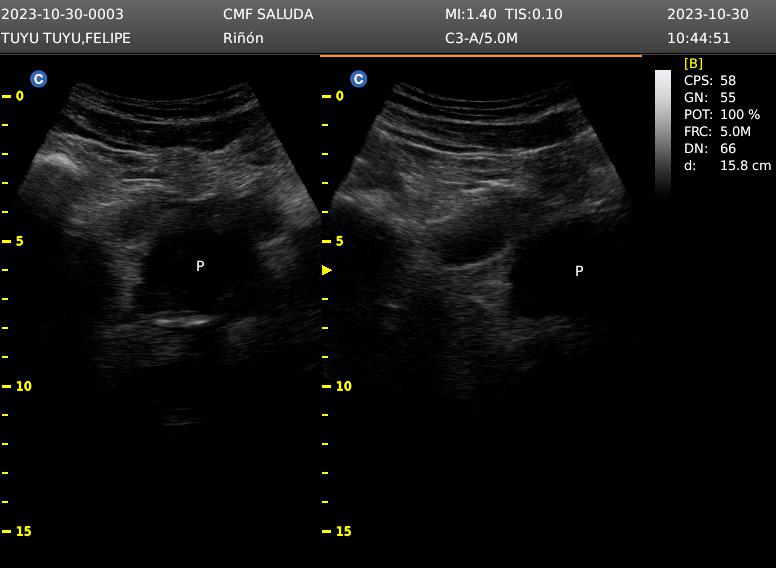 2023-10-30-0003 CMF SALUDA MI:1.40 TIS:0.10 2023-10-30
TUYU TUYU,FELIPE Riñón C3-A/5.0M 10:44:51
C C
[B]
CPS: 58
GN: 55
POT: 100 %
FRC: 5.0M
DN: 66
d: 15.8 cm
0 0
5 5
P P
10 10
15 15